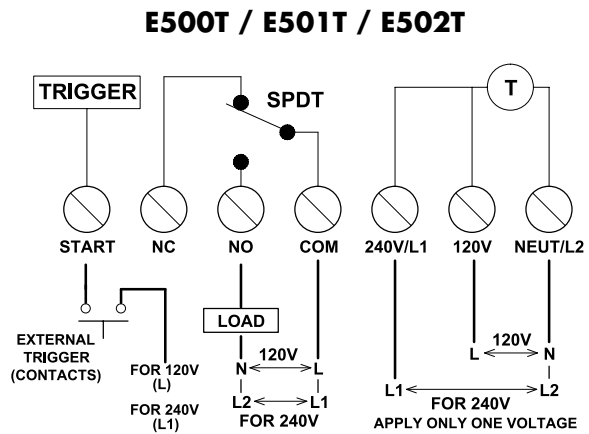 E500T / E501T / E502T
TRIGGER
SPDT
T
START
NC
NO
COM
240V/L1
120V
NEUT/L2
EXTERNAL
TRIGGER
(CONTACTS)
FOR 120V
(L)
FOR 240V
(L1)
LOAD
N
120V
L
L2
L1
FOR 240V
L
120V
N
L1
L2
FOR 240V
APPLY ONLY ONE VOLTAGE